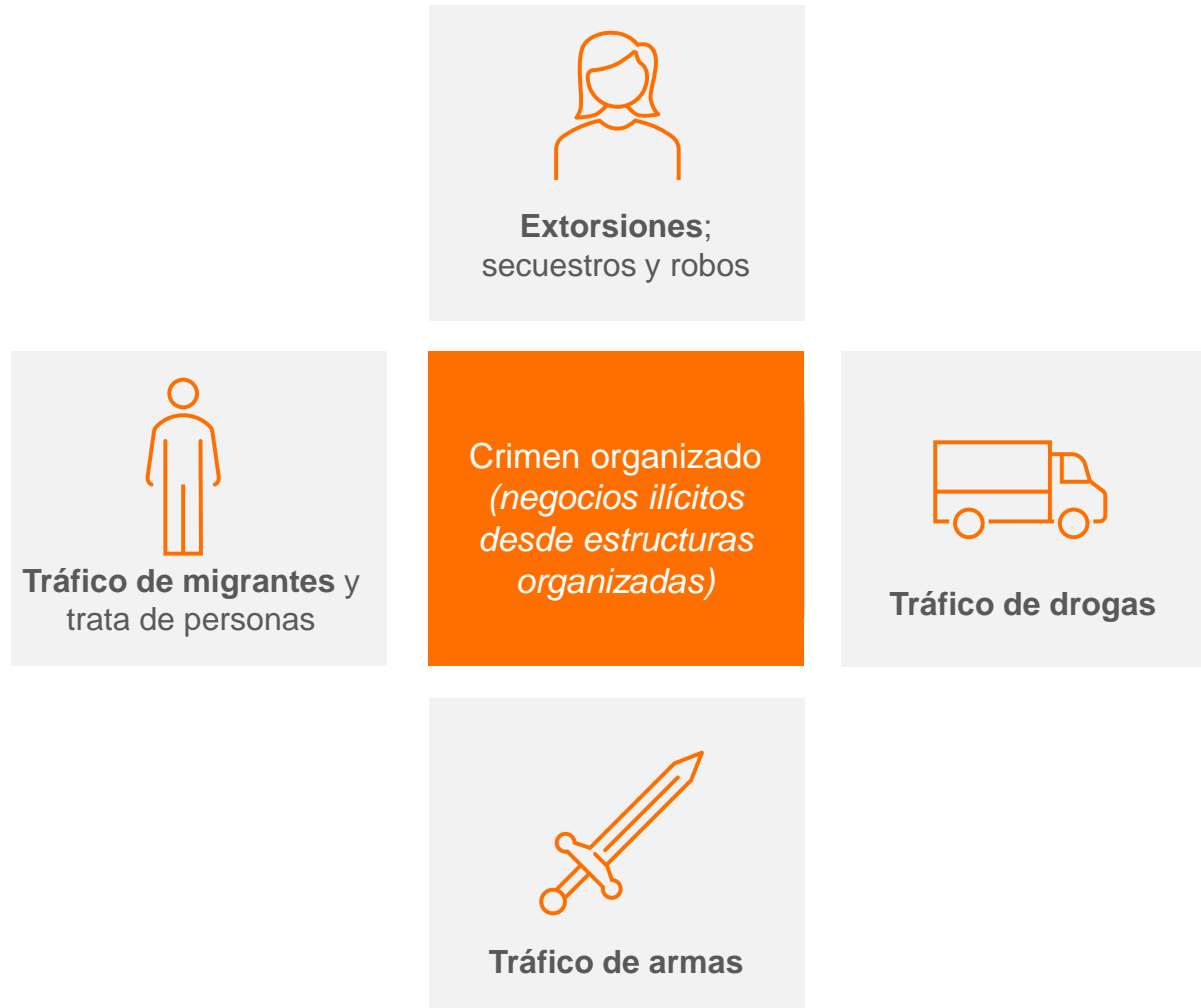 Extorsiones;
secuestros y robos
Tráfico de migrantes y
trata de personas
Crimen organizado
(negocios ilícitos
desde estructuras
organizadas)
Tráfico de drogas
Tráfico de armas